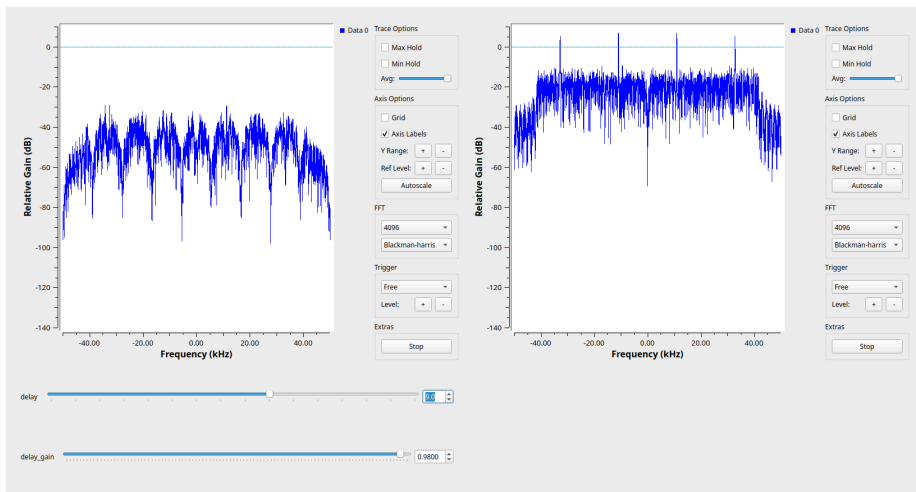 Data 0
Trace Options
Max Hold
Min Hold
Avg:
Axis Options
Grid
Axis Labels
Y Range: + -
Ref Level: + -
Autoscale
FFT
4096
Blackman-harris
Trigger
Free
Level: + -
Extras
Stop
Relative Gain (dB)
0
-20
-40
-60
-80
-100
-120
-140
-40.00 -20.00 0.00 20.00 40.00
Frequency (kHz)
Data 0
Trace Options
Max Hold
Min Hold
Avg:
Axis Options
Grid
Axis Labels
Y Range: + -
Ref Level: + -
Autoscale
FFT
4096
Blackman-harris
Trigger
Free
Level: + -
Extras
Stop
Relative Gain (dB)
0
-20
-40
-60
-80
-100
-120
-140
-40.00 -20.00 0.00 20.00 40.00
Frequency (kHz)
delay
delay_gain 0.9800